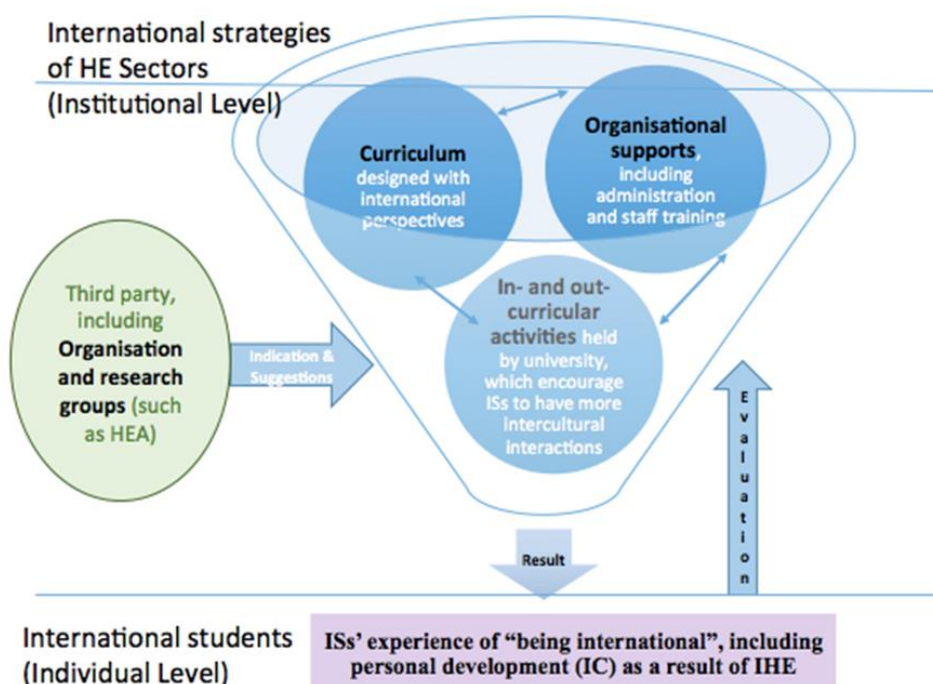 International strategies
of HE Sectors
(Institutional Level)
Curriculum
designed with
international
perspectives
Organisational
supports,
including
administration
and staff training
In- and out-
curricular
activities held
by university,
which encourage
ISs to have more
intercultural
interactions
Third party,
including
Organisation
and research
groups (such
as HEA)
Indication &
Suggestions
Evaluation
Result
International students
(Individual Level)
ISs' experience of “being international”, including
personal development (IC) as a result of IHE